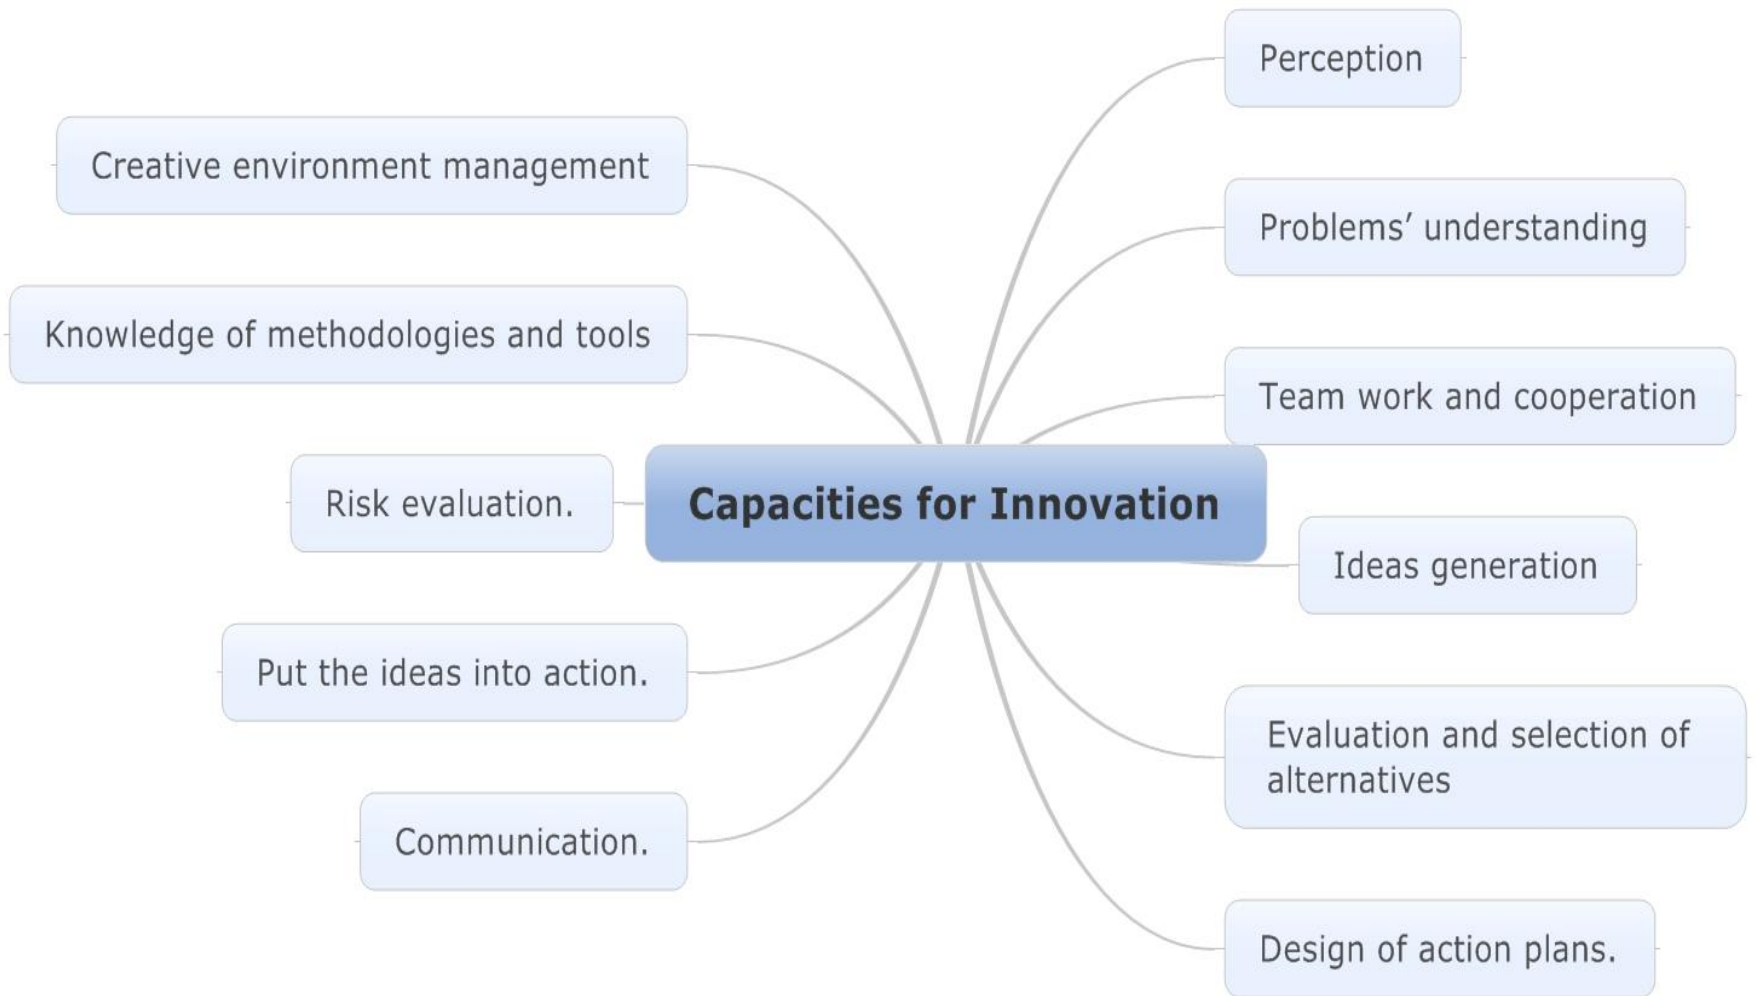 Perception
Creative environment management
Problems’ understanding
Knowledge of methodologies and tools
Team work and cooperation
Risk evaluation.
Capacities for Innovation
Ideas generation
Put the ideas into action.
Evaluation and selection of
alternatives
Communication.
Design of action plans.